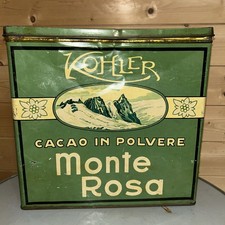 KOHLER
CACAO IN POLVERE
Monte
Rosa